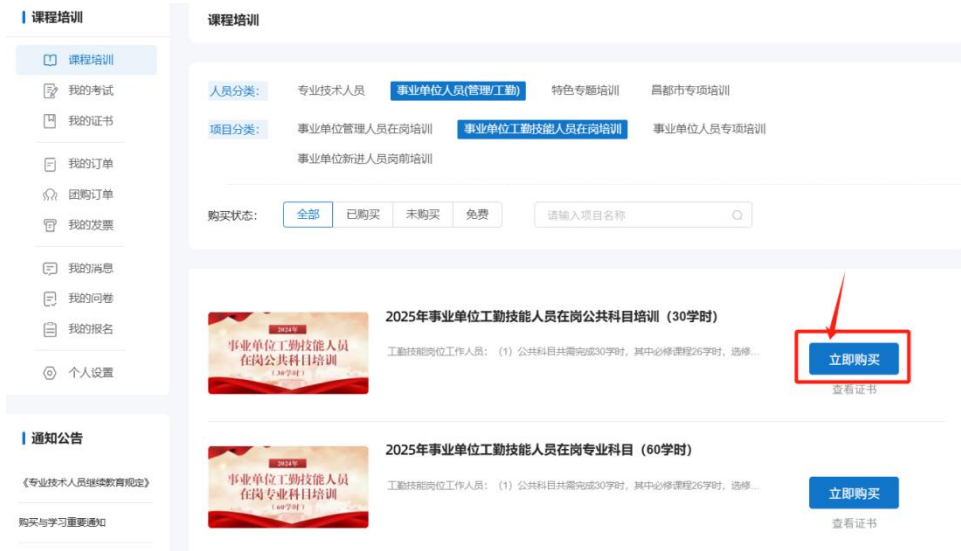 课程培训
课程培训
我的考试
我的证书
我的订单
团购订单
我的发票
我的消息
我的问卷
我的报名
个人设置
通知公告
《专业技术人员继续教育规定》
购买与学习重要通知
课程培训
人员分类： 专业技术人员 事业单位人员(管理/工勤) 特色专题培训 昌都市专项培训
项目分类： 事业单位管理人员在岗培训 事业单位工勤技能人员在岗培训 事业单位人员专项培训
事业单位新进人员岗前培训
购买状态： 全部 已购买 未购买 免费 请输入项目名称
2024年
事业单位工勤技能人员
在岗公共科目培训
（30学时）
2025年事业单位工勤技能人员在岗公共科目培训（30学时）
工勤技能岗位工作人员：（1）公共科目共需完成30学时，其中必修课程26学时，选修...
立即购买
查看证书
2024年
事业单位工勤技能人员
在岗专业科目培训
（60学时）
2025年事业单位工勤技能人员在岗专业科目（60学时）
工勤技能岗位工作人员：（1）公共科目共需完成30学时，其中必修课程26学时，选修...
立即购买
查看证书